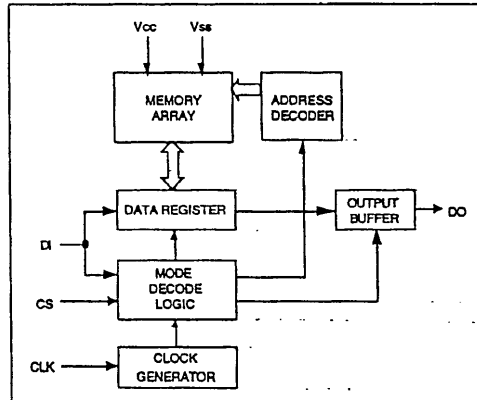 Vcc Vss
MEMORY
ARRAY
ADDRESS
DECODER
DATA REGISTER
OUTPUT
BUFFER
DO
DI
MODE
DECODE
LOGIC
CS
CLK
CLOCK
GENERATOR